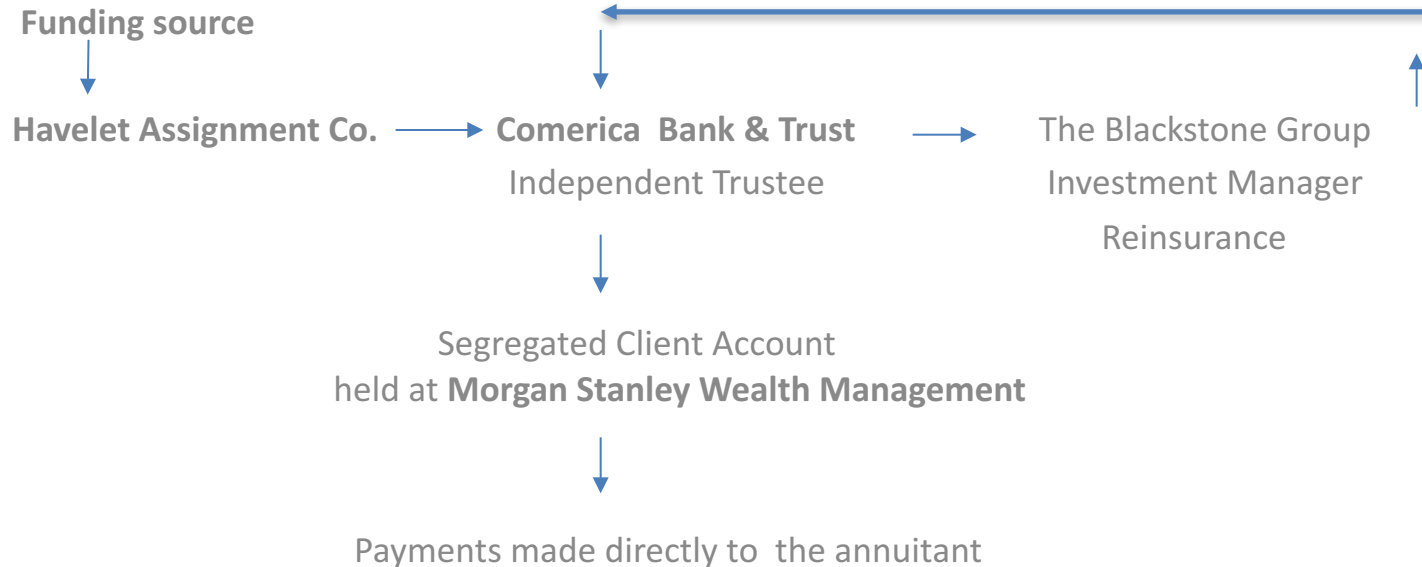 Funding source
Havelet Assignment Co.
Comerica Bank & Trust
Independent Trustee
The Blackstone Group
Investment Manager
Reinsurance
Segregated Client Account
held at Morgan Stanley Wealth Management
Payments made directly to the annuitant